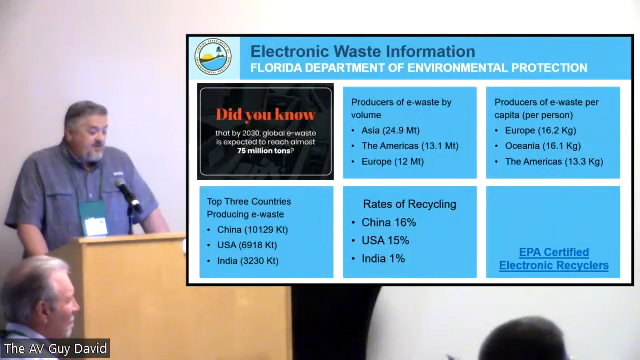 Electronic Waste Information
FLORIDA DEPARTMENT OF ENVIRONMENTAL PROTECTION
Did you know
that by 2030, global e-waste
is expected to reach almost
75 million tons?
Producers of e-waste by
volume
• Asia (24.9 Mt)
• The Americas (13.1 Mt)
• Europe (12 Mt)
Producers of e-waste per
capita (per person)
• Europe (16.2 Kg)
• Oceania (16.1 Kg)
• The Americas (13.3 Kg)
Top Three Countries
Producing e-waste
• China (10129 Kt)
• USA (6918 Kt)
• India (3230 Kt)
Rates of Recycling
• China 16%
• USA 15%
• India 1%
EPA Certified
Electronic Recyclers
The AV Guy David